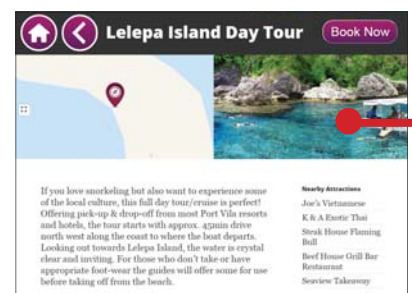 Lelepa Island Day Tour
Book Now
If you love snorkeling but also want to experience some
of the local culture, this full day tour/cruise is perfect!
Offering pick-up & drop-off from most Port Vila resorts
and hotels, the tour starts with approx. 45min drive
north west along the coast to where the boat departs.
Looking out towards Lelepa Island, the water is crystal
clear and inviting. For those who don't take or have
appropriate foot-wear the guides will offer some for use
before taking off from the beach.
Nearby Attractions
Joe's Vietnamese
K & A Exotic Thai
Steak House Flaming
Bull
Beef House Grill Bar
Restaurant
Seaview Takeaway